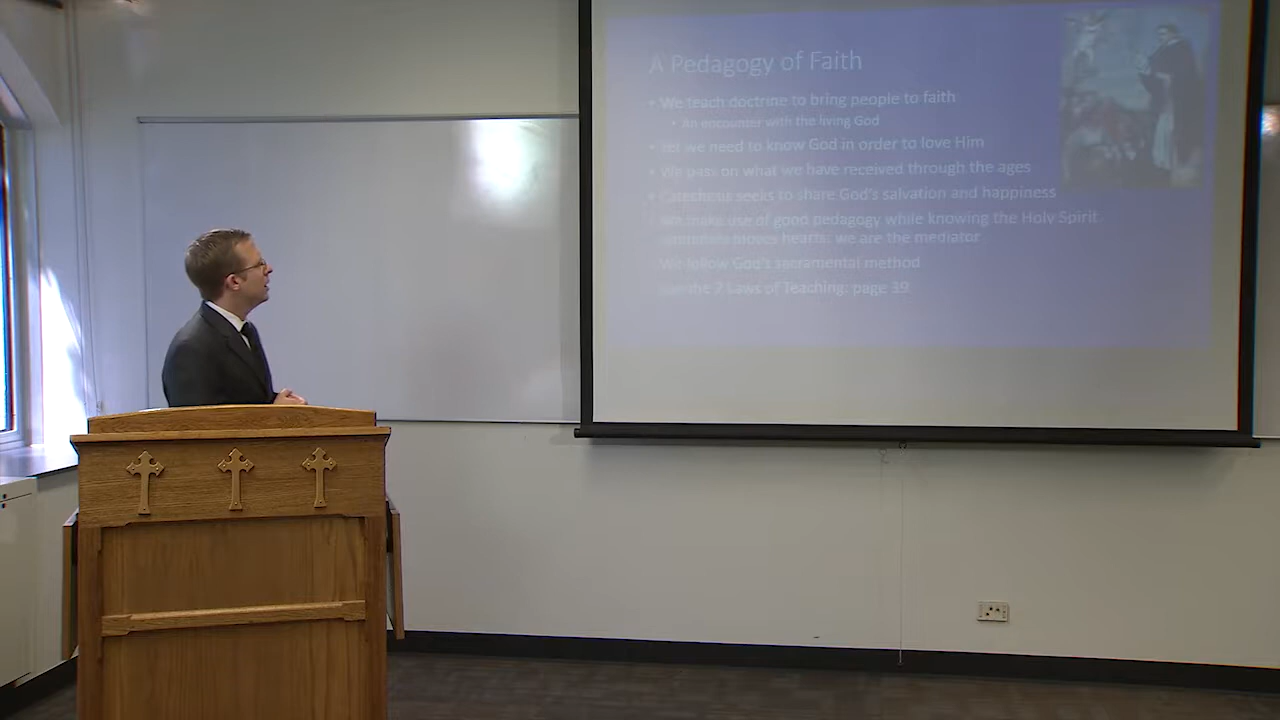 A Pedagogy of Faith
• We teach doctrine to bring people to faith
• An encounter with the living God
• Yet we need to know God in order to love Him
• We pass on what we have received through the ages
• Catechetic seeks to share God's salvation and happiness
We make use of good pedagogy while knowing the Holy Spirit
moves hearts: we are the mediator
We follow God's sacramental method
the 7 Laws of Teaching: page 39